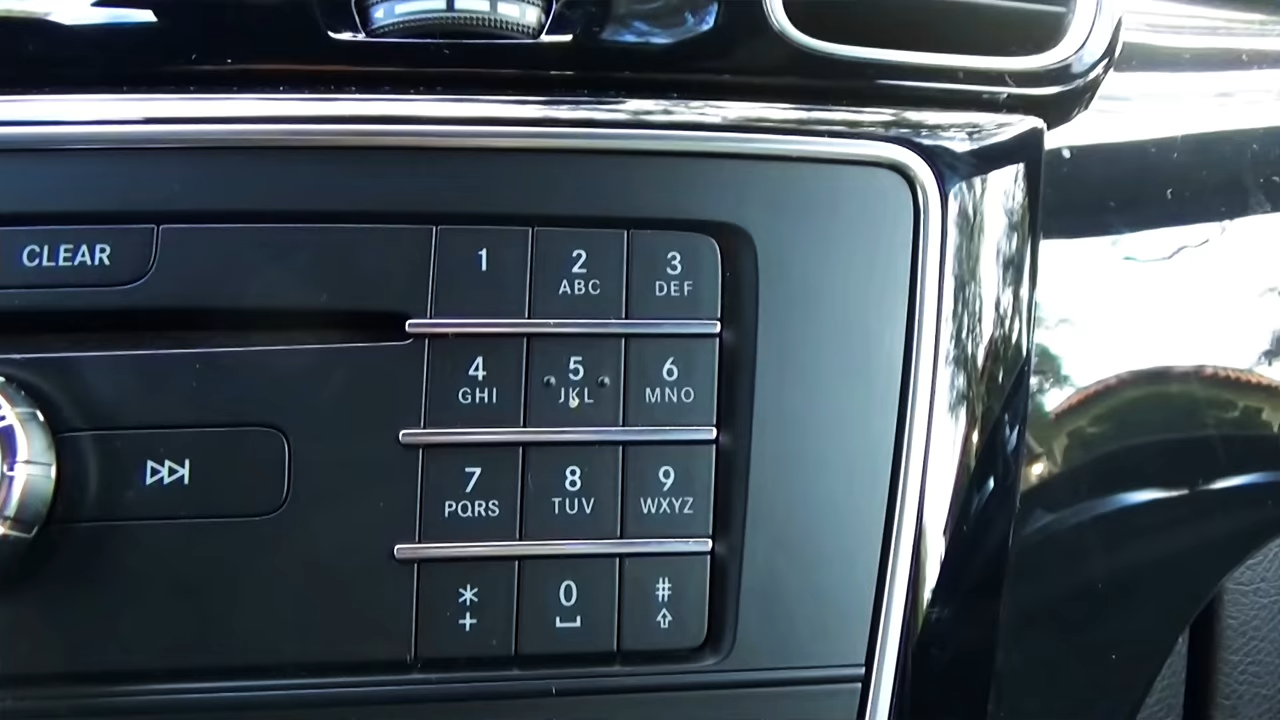 CLEAR
1 2 3
ABC DEF
4 5 6
GHI JKL MNO
7 8 9
PQRS TUV WXYZ
* 0 #
+